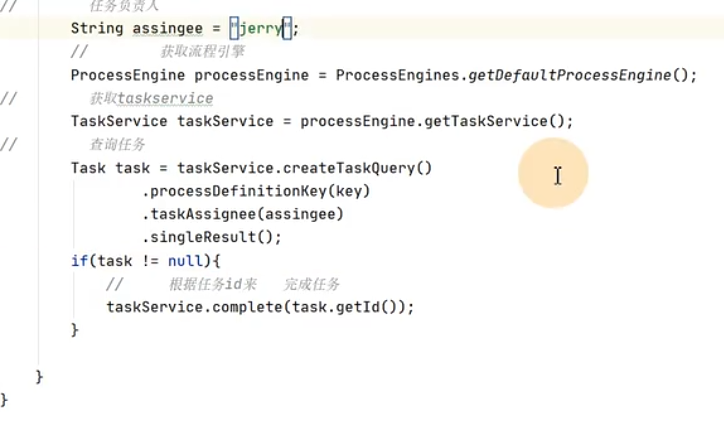 // 任务负责人
String assingee = "jerry";
// 获取流程引擎
ProcessEngine processEngine = ProcessEngines.getDefaultProcessEngine();
// 获取taskservice
TaskService taskService = processEngine.getTaskService();
// 查询任务
Task task = taskService.createTaskQuery()
.processDefinitionKey(key)
.taskAssignee(assingee)
.singleResult();
if(task != null){
// 根据任务id来 完成任务
taskService.complete(task.getId());
}
}
}